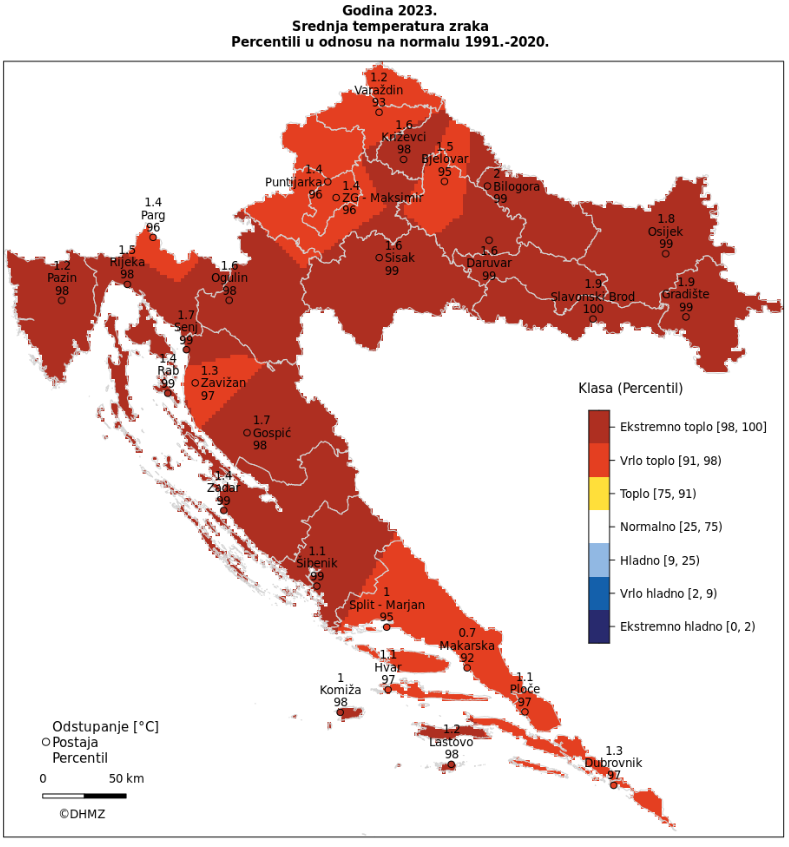 Godina 2023.
Srednja temperatura zraka
Percentili u odnosu na normalu 1991.-2020.
1.2
Varaždin
93
1.6
Križevci
98
1.5
Bjelovar
95
2
Bilogora
99
1.4
Puntijarka
96
1.4
ZG - Maksimir
96
1.4
Parg
96
1.8
Osijek
99
1.6
Sisak
99
1.6
Daruvar
99
1.2
Pazin
98
1.5
Rijeka
98
1.6
Ogulin
98
1.9
Slavonski Brod
100
1.9
Gradište
99
1.7
Senj
99
1.4
Rab
99
1.3
Zavižan
97
1.7
Gospić
98
1.4
Zadar
99
1.1
Šibenik
99
1
Split - Marjan
95
0.7
Makarska
92
1.1
Hvar
97
1
Komiža
98
1.1
Ploče
97
1.2
Lastovo
98
1.3
Dubrovnik
97
Klasa (Percentil)
Ekstremno toplo [98, 100]
Vrlo toplo [91, 98)
Toplo [75, 91)
Normalno [25, 75)
Hladno [9, 25)
Vrlo hladno [2, 9)
Ekstremno hladno [0, 2)
Odstupanje [°C]
Postaja
Percentil
0 50 km
©DHMZ